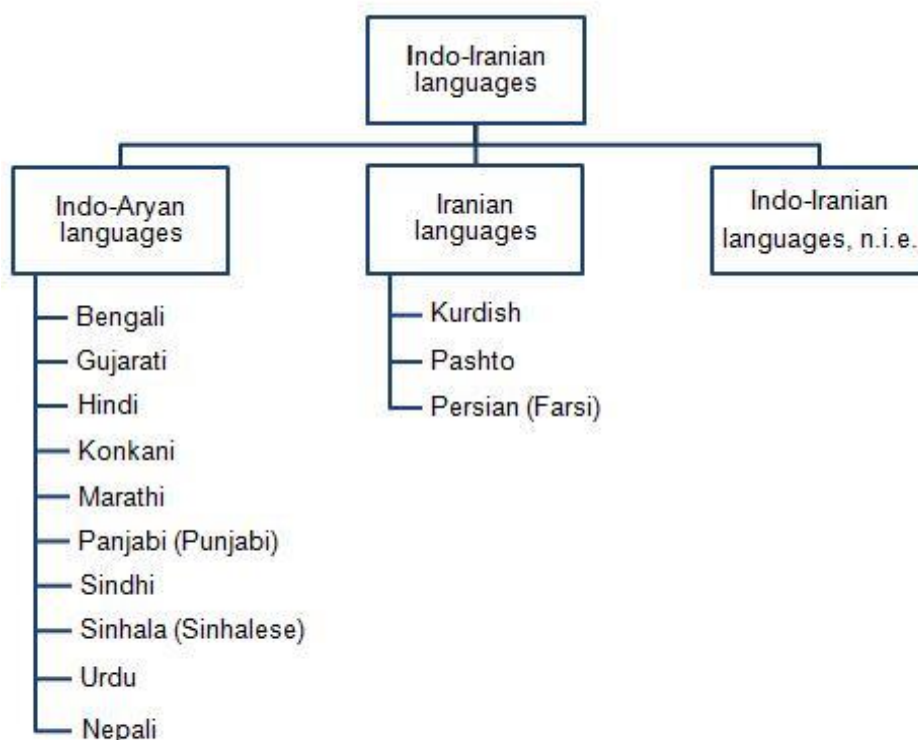 Indo-Iranian
languages
Indo-Aryan
languages
Iranian
languages
Indo-Iranian
languages, n.i.e.
Bengali
Gujarati
Hindi
Konkani
Marathi
Panjabi (Punjabi)
Sindhi
Sinhala (Sinhalese)
Urdu
Nepali
Kurdish
Pashto
Persian (Farsi)